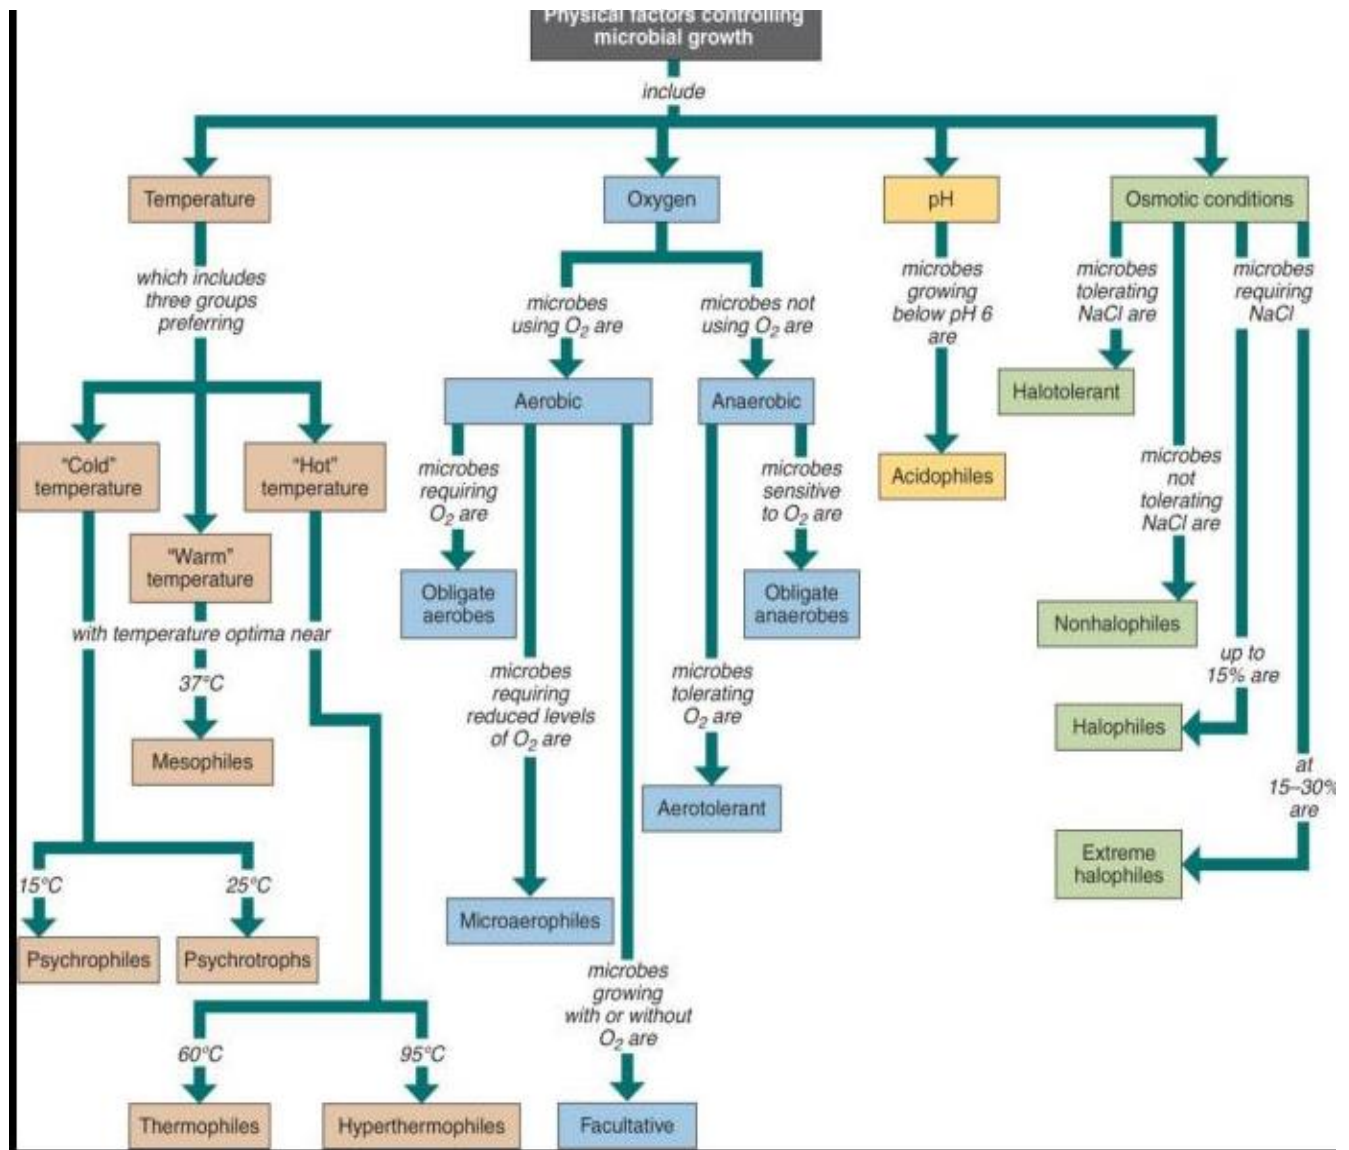 Physical factors controlling
microbial growth
include
Temperature
Oxygen
pH
Osmotic conditions
which includes
three groups
preferring
microbes
using O₂ are
microbes not
using O₂ are
microbes
growing
below pH 6
are
microbes
tolerating
NaCl are
microbes
requiring
NaCl
Aerobic
Anaerobic
Halotolerant
"Cold"
temperature
"Hot"
temperature
microbes
requiring
O₂ are
microbes
sensitive
to O₂ are
Acidophiles
microbes
not
tolerating
NaCl are
"Warm"
temperature
Obligate
aerobes
Obligate
anaerobes
Nonhalophiles
with temperature optima near
37°C
microbes
requiring
reduced levels
of O₂ are
microbes
tolerating
O₂ are
up to
15% are
Mesophiles
Halophiles
at
15–30%
are
Aerotolerant
Extreme
halophiles
15°C
25°C
Microaerophiles
Psychrophiles
Psychrotrophs
microbes
growing
with or without
O₂ are
60°C
95°C
Thermophiles
Hyperthermophiles
Facultative